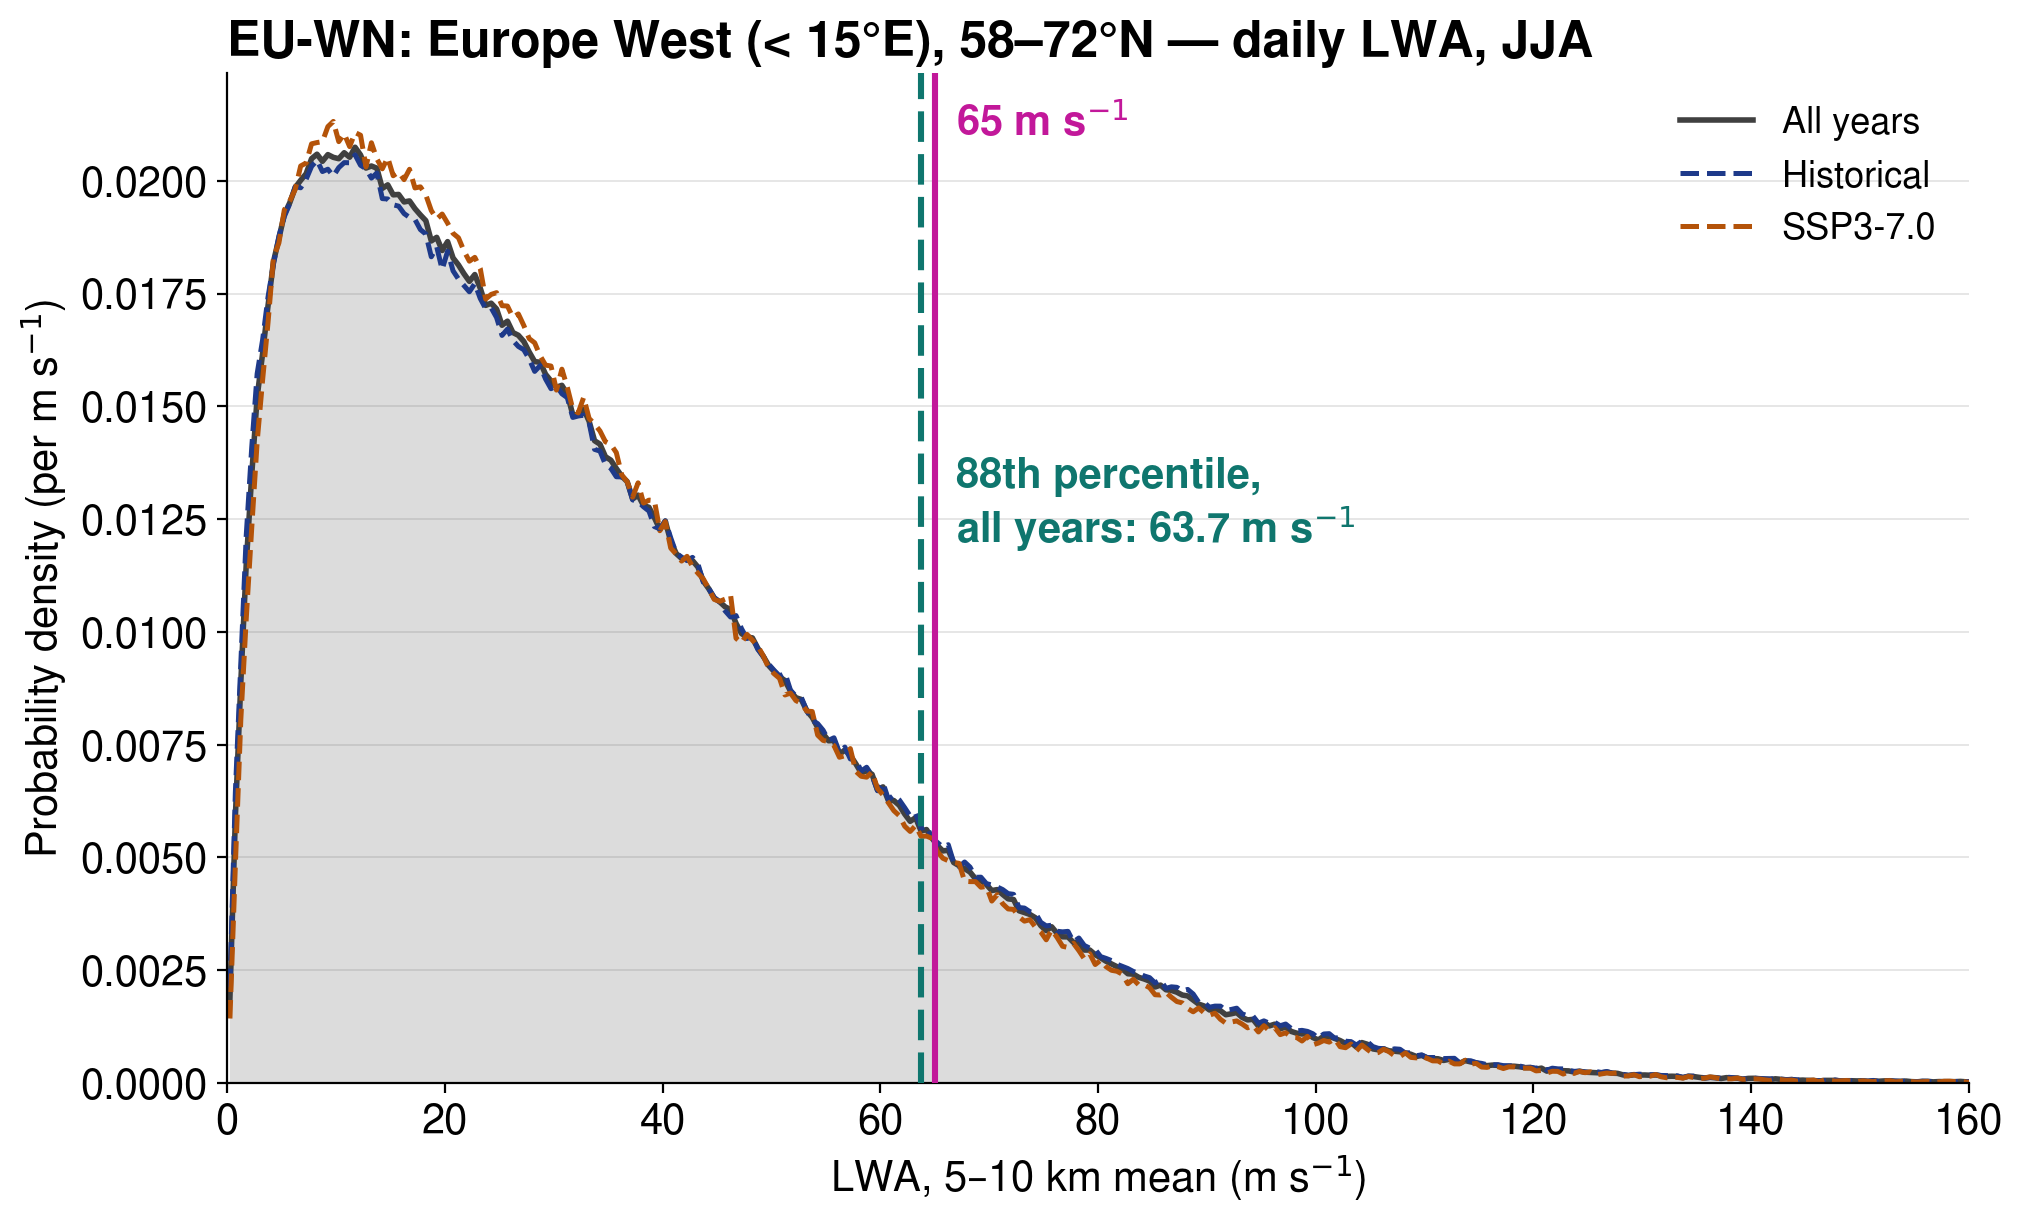 EU-WN: Europe West (< 15°E), 58–72°N — daily LWA, JJA
65 m s⁻¹
All years
Historical
SSP3-7.0
88th percentile,
all years: 63.7 m s⁻¹
Probability density (per m s⁻¹)
0.0200
0.0175
0.0150
0.0125
0.0100
0.0075
0.0050
0.0025
0.0000
0 20 40 60 80 100 120 140 160
LWA, 5–10 km mean (m s⁻¹)